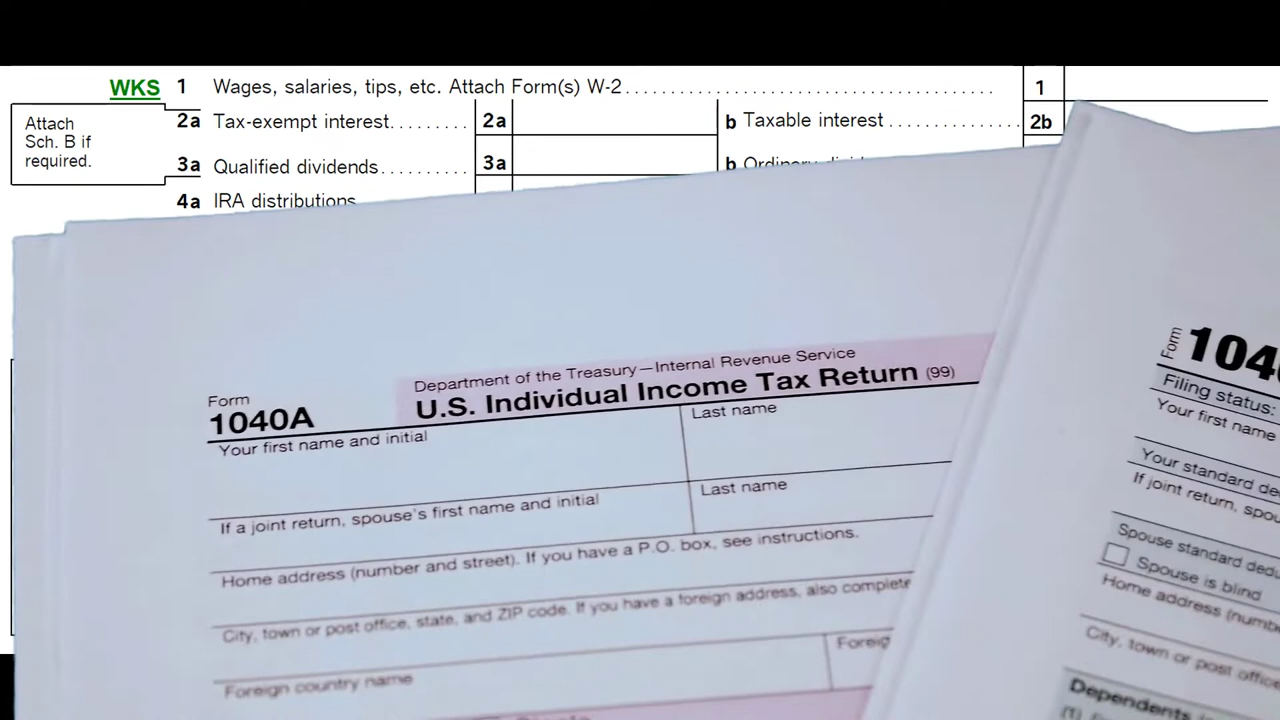 WKS 1 Wages, salaries, tips, etc. Attach Form(s) W-2 1
Attach
Sch. B if
required.
2a Tax-exempt interest 2a b Taxable interest 2b
3a Qualified dividends 3a b Ordinary
4a IRA distributions
Form
1040A
Department of the Treasury—Internal Revenue Service
U.S. Individual Income Tax Return (99)
Your first name and initial
Last name
If a joint return, spouse's first name and initial
Last name
Home address (number and street). If you have a P.O. box, see instructions.
City, town or post office, state, and ZIP code. If you have a foreign address, also complete
Foreign country name
Form
104
Filing status:
Your first name
Your standard
If joint return,
Spouse standard
Spouse is blind
Home address
City, town or post office
Dependents
(1)